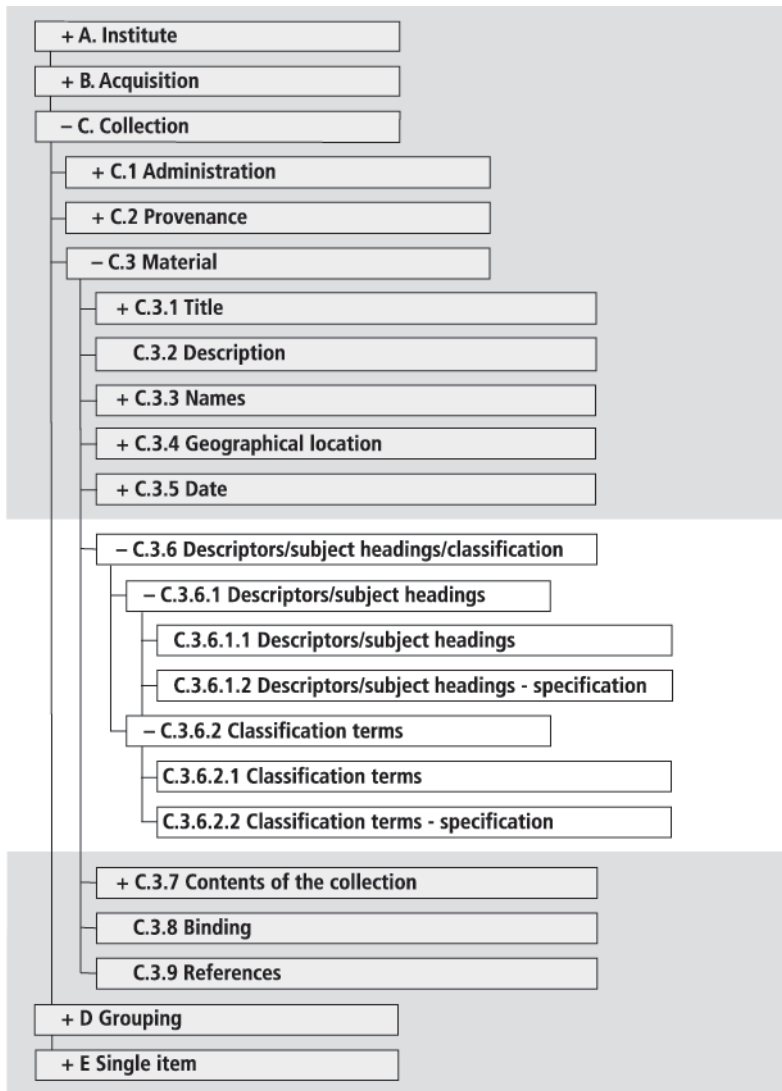 + A. Institute
+ B. Acquisition
– C. Collection
+ C.1 Administration
+ C.2 Provenance
– C.3 Material
+ C.3.1 Title
C.3.2 Description
+ C.3.3 Names
+ C.3.4 Geographical location
+ C.3.5 Date
– C.3.6 Descriptors/subject headings/classification
– C.3.6.1 Descriptors/subject headings
C.3.6.1.1 Descriptors/subject headings
C.3.6.1.2 Descriptors/subject headings - specification
– C.3.6.2 Classification terms
C.3.6.2.1 Classification terms
C.3.6.2.2 Classification terms - specification
+ C.3.7 Contents of the collection
C.3.8 Binding
C.3.9 References
+ D Grouping
+ E Single item